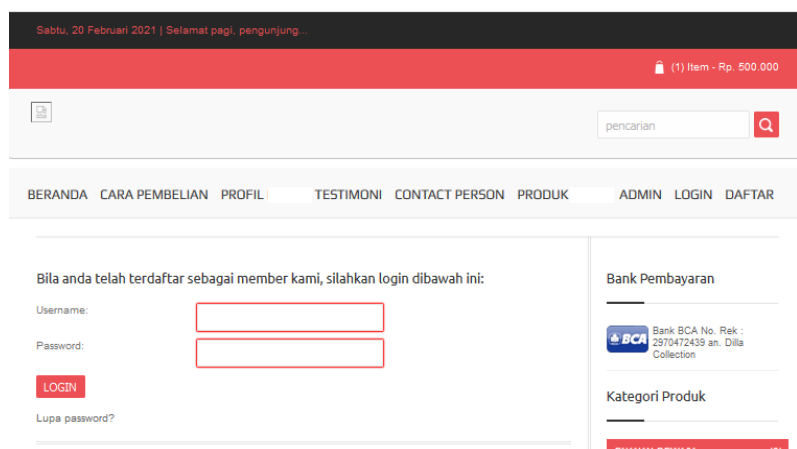 Sabtu, 20 Februari 2021 | Selamat pagi, pengunjung...
(1) Item - Rp. 500.000
pencarian
BERANDA CARA PEMBELIAN PROFIL TESTIMONI CONTACT PERSON PRODUK ADMIN LOGIN DAFTAR
Bila anda telah terdaftar sebagai member kami, silahkan login dibawah ini:
Username:
Password:
LOGIN
Lupa password?
Bank Pembayaran
BCA
Bank BCA No. Rek :
2970472439 an. Dilla
Collection
Kategori Produk